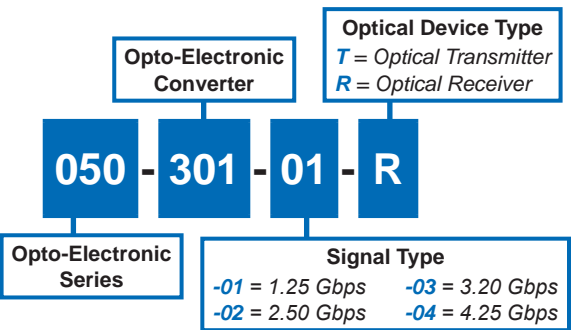 Optical Device Type
T = Optical Transmitter
R = Optical Receiver
Opto-Electronic
Converter
050 - 301 - 01 - R
Opto-Electronic
Series
Signal Type
-01 = 1.25 Gbps -03 = 3.20 Gbps
-02 = 2.50 Gbps -04 = 4.25 Gbps